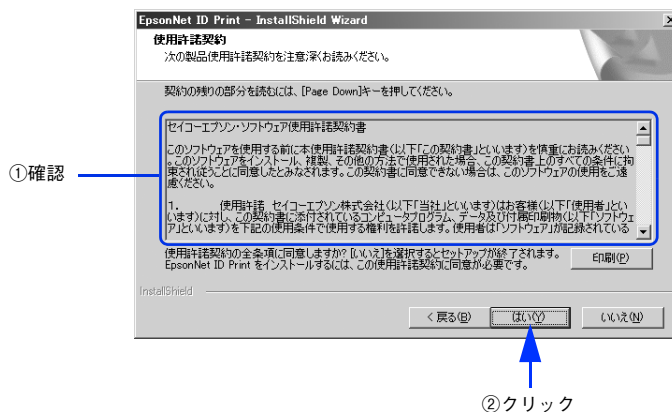 EpsonNet ID Print - InstallShield Wizard
使用許諾契約
次の製品使用許諾契約を注意深くお読みください。
契約の残りの部分を読むには、[Page Down]キーを押してください。
セイコーエプソン・ソフトウェア使用許諾契約書
このソフトウェアを使用する前に本使用許諾契約書(以下「この契約書」といいます)を慎重にお読みください
。このソフトウェアをインストール、複製、その他の方法で使用された場合、この契約書上のすべての条件に拘
束され従うことに同意したとみなされます。この契約書に同意できない場合は、このソフトウェアの使用をご遠
慮ください。
1. 使用許諾 セイコーエプソン株式会社(以下「当社」といいます)はお客様(以下「使用者」とい
います)に対し、この契約書に添付されているコンピュータプログラム、データ及び付属印刷物(以下「ソフトウェ
ア」といいます)を下記の使用条件で使用する権利を許諾します。使用者は「ソフトウェア」が記録されている
①確認
使用許諾契約の全条項に同意しますか? [いいえ]を選択するとセットアップが終了されます。
EpsonNet ID Print をインストールするには、この使用許諾契約に同意が必要です。
印刷(P)
InstallShield
< 戻る(B)
はい(Y)
いいえ(N)
②クリック